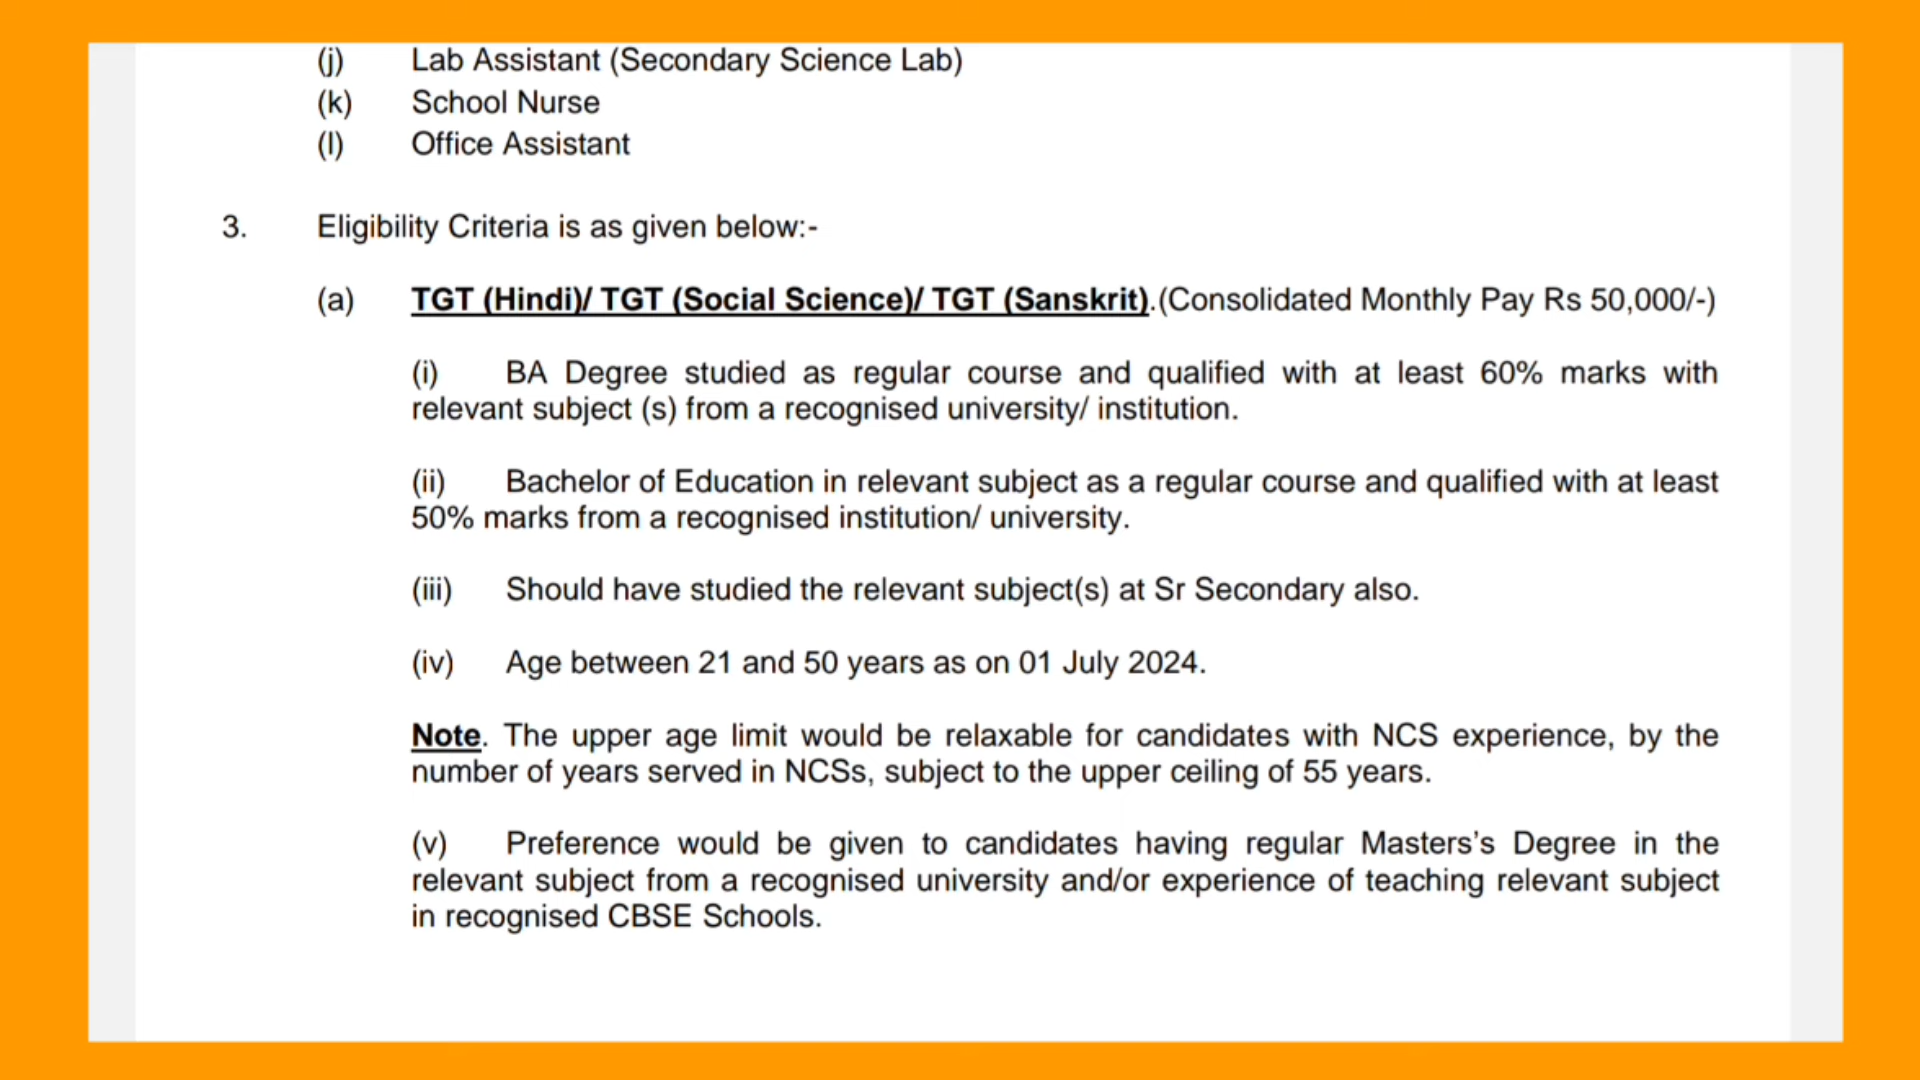 (j) Lab Assistant (Secondary Science Lab)
(k) School Nurse
(l) Office Assistant
3. Eligibility Criteria is as given below:-
(a) TGT (Hindi)/ TGT (Social Science)/ TGT (Sanskrit).(Consolidated Monthly Pay Rs 50,000/-)
(i) BA Degree studied as regular course and qualified with at least 60% marks with
relevant subject (s) from a recognised university/ institution.
(ii) Bachelor of Education in relevant subject as a regular course and qualified with at least
50% marks from a recognised institution/ university.
(iii) Should have studied the relevant subject(s) at Sr Secondary also.
(iv) Age between 21 and 50 years as on 01 July 2024.
Note. The upper age limit would be relaxable for candidates with NCS experience, by the
number of years served in NCSs, subject to the upper ceiling of 55 years.
(v) Preference would be given to candidates having regular Masters’s Degree in the
relevant subject from a recognised university and/or experience of teaching relevant subject
in recognised CBSE Schools.